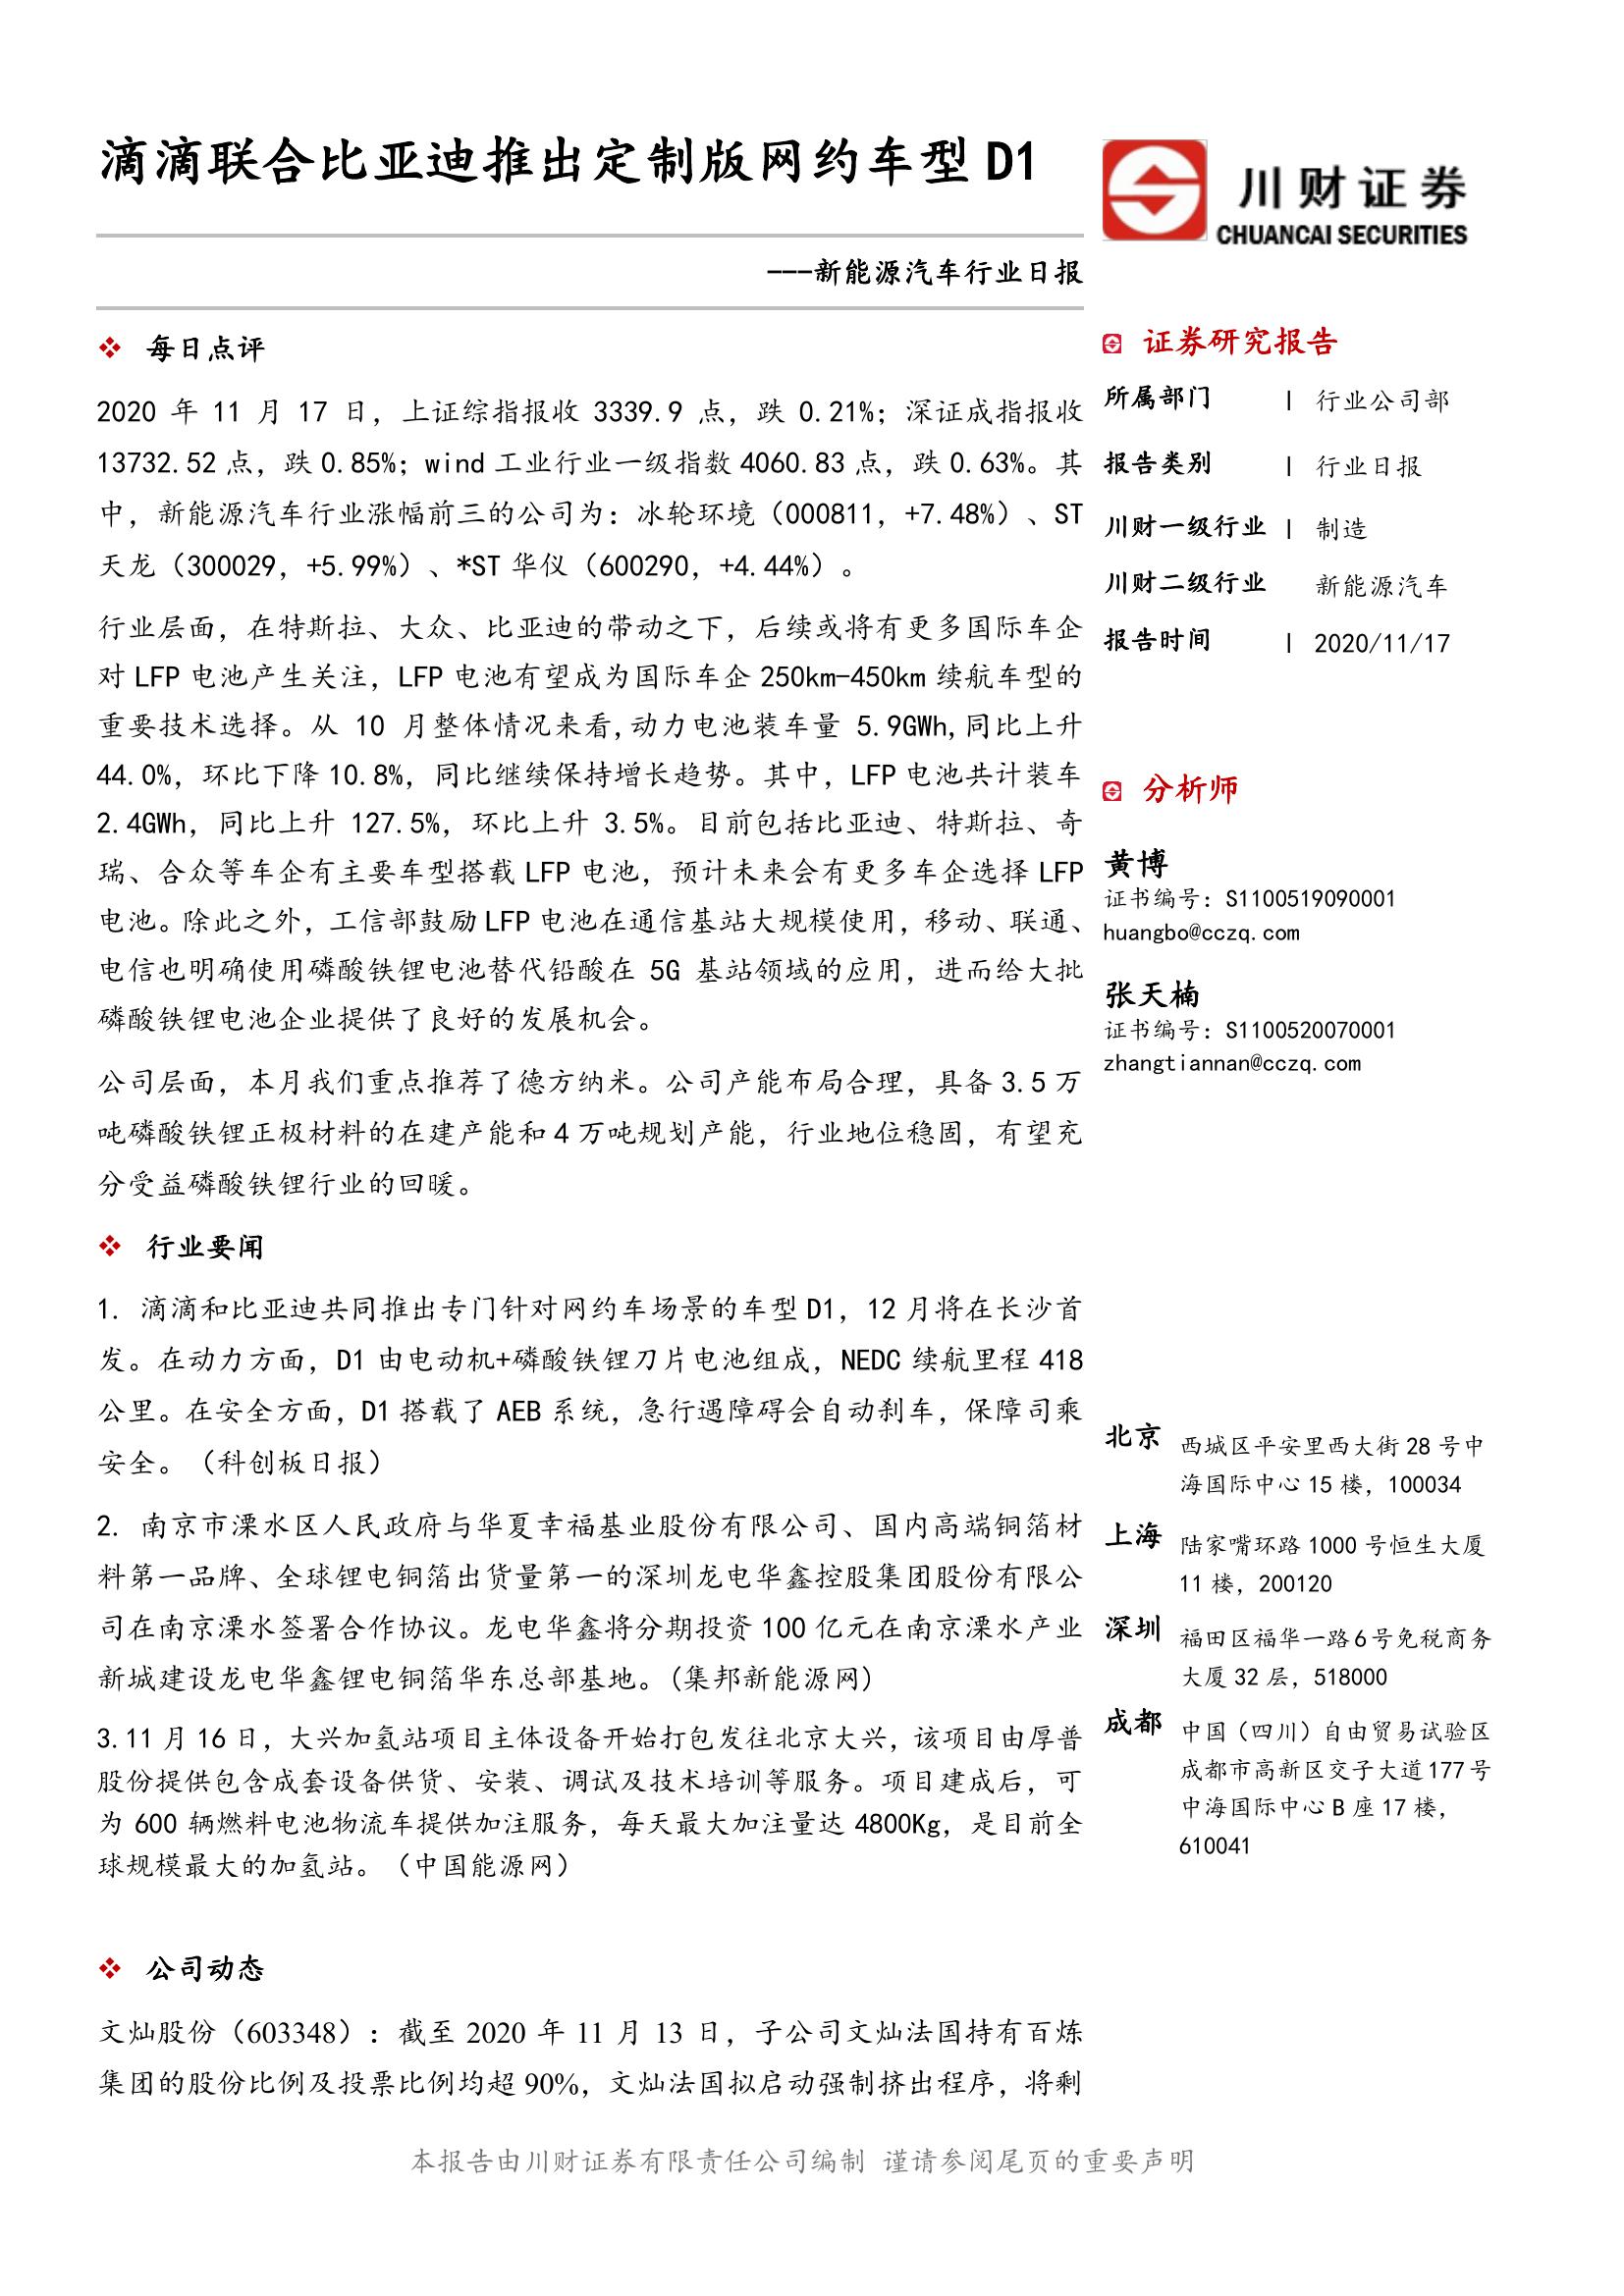 滴滴联合比亚迪推出定制版网约车型 D1
川财证券
CHUANCAI SECURITIES
---新能源汽车行业日报
每日点评
2020 年 11 月 17 日，上证综指报收 3339.9 点，跌 0.21%；深证成指报收
13732.52 点，跌 0.85%；wind 工业行业一级指数 4060.83 点，跌 0.63%。其
中，新能源汽车行业涨幅前三的公司为：冰轮环境（000811，+7.48%）、ST
天龙（300029，+5.99%）、*ST 华仪（600290，+4.44%）。
行业层面，在特斯拉、大众、比亚迪的带动之下，后续或将有更多国际车企
对 LFP 电池产生关注，LFP 电池有望成为国际车企 250km-450km 续航车型的
重要技术选择。从 10 月整体情况来看,动力电池装车量 5.9GWh,同比上升
44.0%，环比下降 10.8%，同比继续保持增长趋势。其中，LFP 电池共计装车
2.4GWh，同比上升 127.5%，环比上升 3.5%。目前包括比亚迪、特斯拉、奇
瑞、合众等车企有主要车型搭载 LFP 电池，预计未来会有更多车企选择 LFP
电池。除此之外，工信部鼓励 LFP 电池在通信基站大规模使用，移动、联通、
电信也明确使用磷酸铁锂电池替代铅酸在 5G 基站领域的应用，进而给大批
磷酸铁锂电池企业提供了良好的发展机会。
公司层面，本月我们重点推荐了德方纳米。公司产能布局合理，具备 3.5 万
吨磷酸铁锂正极材料的在建产能和 4 万吨规划产能，行业地位稳固，有望充
分受益磷酸铁锂行业的回暖。
行业要闻
1. 滴滴和比亚迪共同推出专门针对网约车场景的车型 D1，12 月将在长沙首
发。在动力方面，D1 由电动机+磷酸铁锂刀片电池组成，NEDC 续航里程 418
公里。在安全方面，D1 搭载了 AEB 系统，急行遇障碍会自动刹车，保障司乘
安全。（科创板日报）
2. 南京市溧水区人民政府与华夏幸福基业股份有限公司、国内高端铜箔材
料第一品牌、全球锂电铜箔出货量第一的深圳龙电华鑫控股集团股份有限公
司在南京溧水签署合作协议。龙电华鑫将分期投资 100 亿元在南京溧水产业
新城建设龙电华鑫锂电铜箔华东总部基地。(集邦新能源网)
3.11 月 16 日，大兴加氢站项目主体设备开始打包发往北京大兴，该项目由厚普
股份提供包含成套设备供货、安装、调试及技术培训等服务。项目建成后，可
为 600 辆燃料电池物流车提供加注服务，每天最大加注量达 4800Kg，是目前全
球规模最大的加氢站。（中国能源网）
公司动态
文灿股份（603348）：截至 2020 年 11 月 13 日，子公司文灿法国持有百炼
集团的股份比例及投票比例均超 90%，文灿法国拟启动强制挤出程序，将剩
证券研究报告
所属部门 | 行业公司部
报告类别 | 行业日报
川财一级行业 | 制造
川财二级行业 新能源汽车
报告时间 | 2020/11/17
分析师
黄博
证书编号：S1100519090001
huangbo@cczq.com
张天楠
证书编号：S1100520070001
zhangtiannan@cczq.com
北京 西城区平安里西大街 28 号中
海国际中心 15 楼，100034
上海 陆家嘴环路 1000 号恒生大厦
11 楼，200120
深圳 福田区福华一路 6 号免税商务
大厦 32 层，518000
成都 中国（四川）自由贸易试验区
成都市高新区交子大道 177 号
中海国际中心 B 座 17 楼，
610041
本报告由川财证券有限责任公司编制 谨请参阅尾页的重要声明